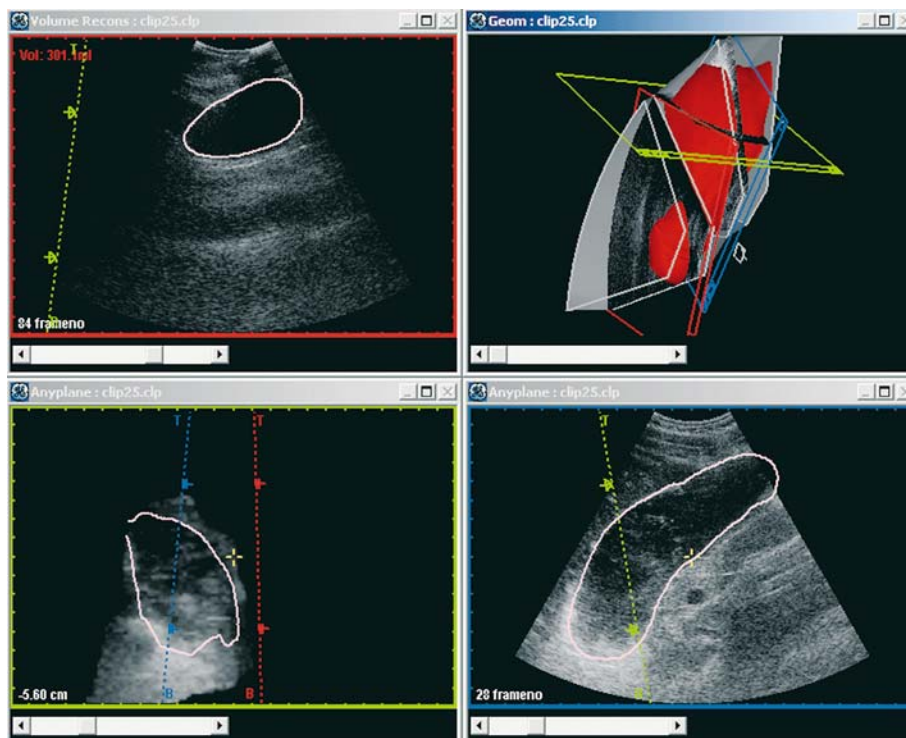 Volume Recons : clip25.clp
Geom : clip25.clp
T
Vol: 301.1ml
84 frameno
Anyplane : clip25.clp
Anyplane : clip25.clp
T
T
T
-5.60 cm
B
B
28 frameno
B